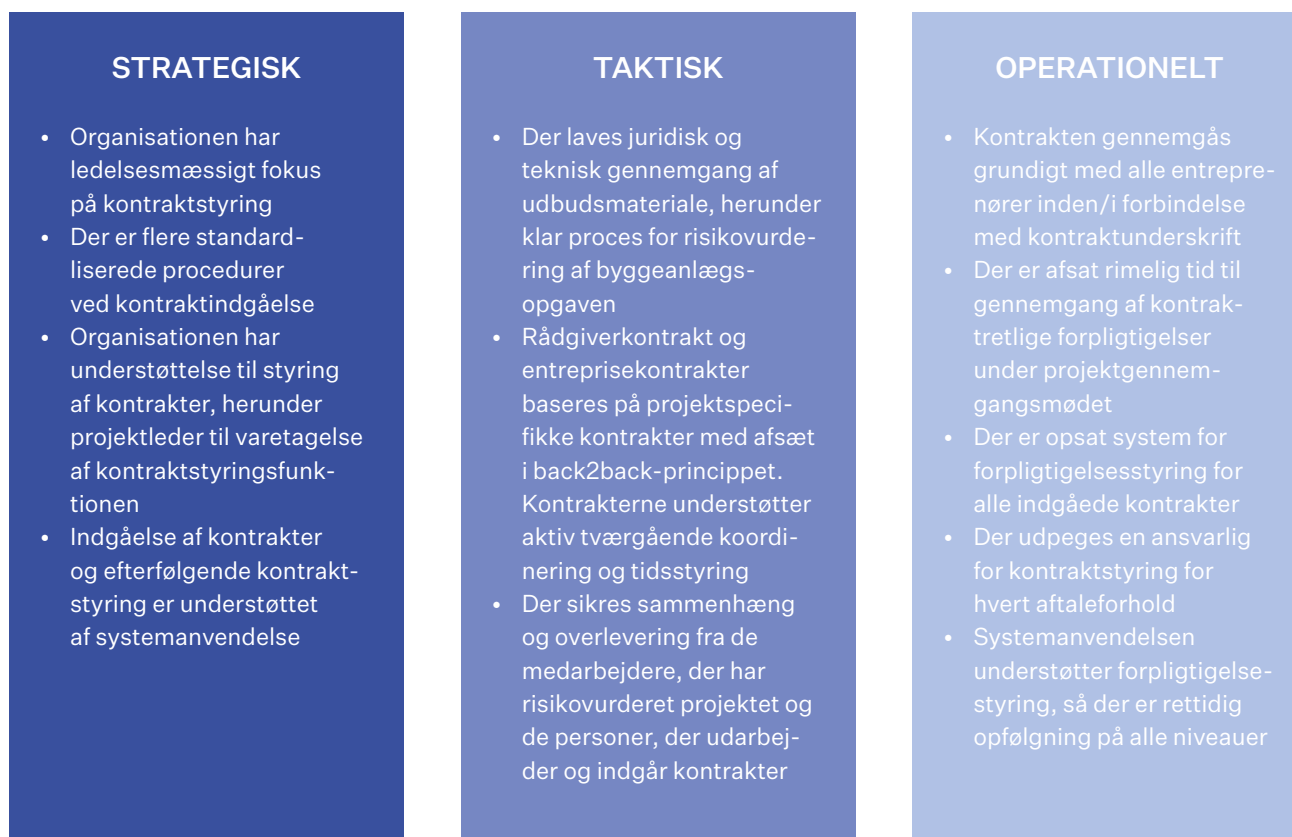 STRATEGISK
• Organisationen har
ledelsesmæssigt fokus
på kontraktstyring
• Der er flere standard-
liserede procedurer
ved kontraktindgåelse
• Organisationen har
understøttelse til styring
af kontrakter, herunder
projektleder til varetagelse
af kontraktstyringsfunk-
tionen
• Indgåelse af kontrakter
og efterfølgende kontrakt-
styring er understøttet
af systemanvendelse
TAKTISK
• Der laves juridisk og
teknisk gennemgang af
udbudsmateriale, herunder
klar proces for risikovurde-
ring af byggeanlægs-
opgaven
• Rådgiverkontrakt og
entreprisekontrakter
baseres på projektspeci-
fikke kontrakter med afsæt
i back2back-princippet.
Kontrakterne understøtter
aktiv tværgående koordi-
nering og tidsstyring
• Der sikres sammenhæng
og overlevering fra de
medarbejdere, der har
risikovurderet projektet og
de personer, der udarbej-
der og indgår kontrakter
OPERATIONELT
• Kontrakten gennemgås
grundigt med alle entrepre-
nører inden/i forbindelse
med kontraktunderskrift
• Der er afsat rimelig tid til
gennemgang af kontrak-
tretlige forpligtigelser
under projektgennem-
gangsmødet
• Der er opsat system for
forpligtigelsesstyring for
alle indgåede kontrakter
• Der udpeges en ansvarlig
for kontraktstyring for
hvert aftaleforhold
• Systemanvendelsen
understøtter forpligtigelse-
styring, så der er rettidig
opfølgning på alle niveauer